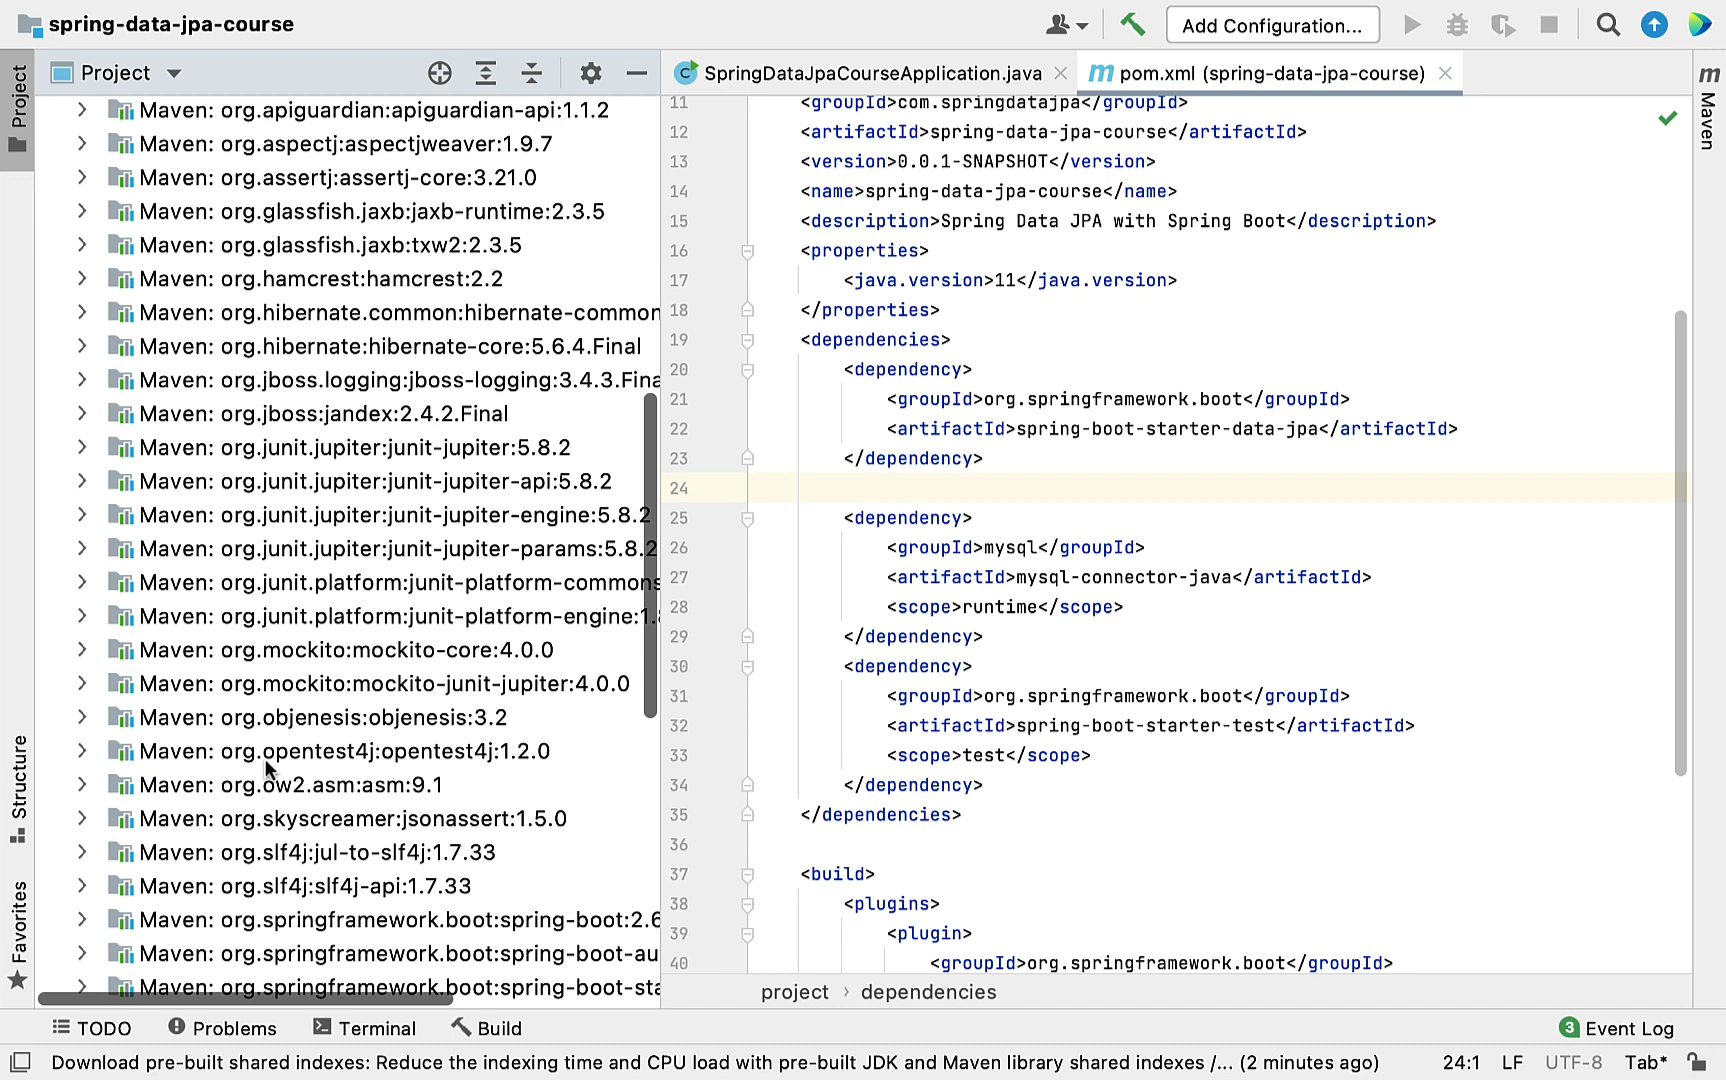 spring-data-jpa-course
Add Configuration...
Project
SpringDataJpaCourseApplication.java
pom.xml (spring-data-jpa-course)
Project
Structure
Favorites
Maven
Maven: org.apiguardian:apiguardian-api:1.1.2
Maven: org.aspectj:aspectjweaver:1.9.7
Maven: org.assertj:assertj-core:3.21.0
Maven: org.glassfish.jaxb:jaxb-runtime:2.3.5
Maven: org.glassfish.jaxb:txw2:2.3.5
Maven: org.hamcrest:hamcrest:2.2
Maven: org.hibernate.common:hibernate-common
Maven: org.hibernate:hibernate-core:5.6.4.Final
Maven: org.jboss.logging:jboss-logging:3.4.3.Fina
Maven: org.jboss:jandex:2.4.2.Final
Maven: org.junit.jupiter:junit-jupiter:5.8.2
Maven: org.junit.jupiter:junit-jupiter-api:5.8.2
Maven: org.junit.jupiter:junit-jupiter-engine:5.8.2
Maven: org.junit.jupiter:junit-jupiter-params:5.8.2
Maven: org.junit.platform:junit-platform-commons
Maven: org.junit.platform:junit-platform-engine:1.8
Maven: org.mockito:mockito-core:4.0.0
Maven: org.mockito:mockito-junit-jupiter:4.0.0
Maven: org.objenesis:objenesis:3.2
Maven: org.opentest4j:opentest4j:1.2.0
Maven: org.ow2.asm:asm:9.1
Maven: org.skyscreamer:jsonassert:1.5.0
Maven: org.slf4j:jul-to-slf4j:1.7.33
Maven: org.slf4j:slf4j-api:1.7.33
Maven: org.springframework.boot:spring-boot:2.6
Maven: org.springframework.boot:spring-boot-au
Maven: org.springframework.boot:spring-boot-sta
11 <groupId>com.springdatajpa</groupId>
12 <artifactId>spring-data-jpa-course</artifactId>
13 <version>0.0.1-SNAPSHOT</version>
14 <name>spring-data-jpa-course</name>
15 <description>Spring Data JPA with Spring Boot</description>
16 <properties>
17 <java.version>11</java.version>
18 </properties>
19 <dependencies>
20 <dependency>
21 <groupId>org.springframework.boot</groupId>
22 <artifactId>spring-boot-starter-data-jpa</artifactId>
23 </dependency>
24
25 <dependency>
26 <groupId>mysql</groupId>
27 <artifactId>mysql-connector-java</artifactId>
28 <scope>runtime</scope>
29 </dependency>
30 <dependency>
31 <groupId>org.springframework.boot</groupId>
32 <artifactId>spring-boot-starter-test</artifactId>
33 <scope>test</scope>
34 </dependency>
35 </dependencies>
36
37 <build>
38 <plugins>
39 <plugin>
40 <groupId>org.springframework.boot</groupId>
project › dependencies
TODO Problems Terminal Build 3 Event Log
Download pre-built shared indexes: Reduce the indexing time and CPU load with pre-built JDK and Maven library shared indexes /... (2 minutes ago) 24:1 LF UTF-8 Tab*